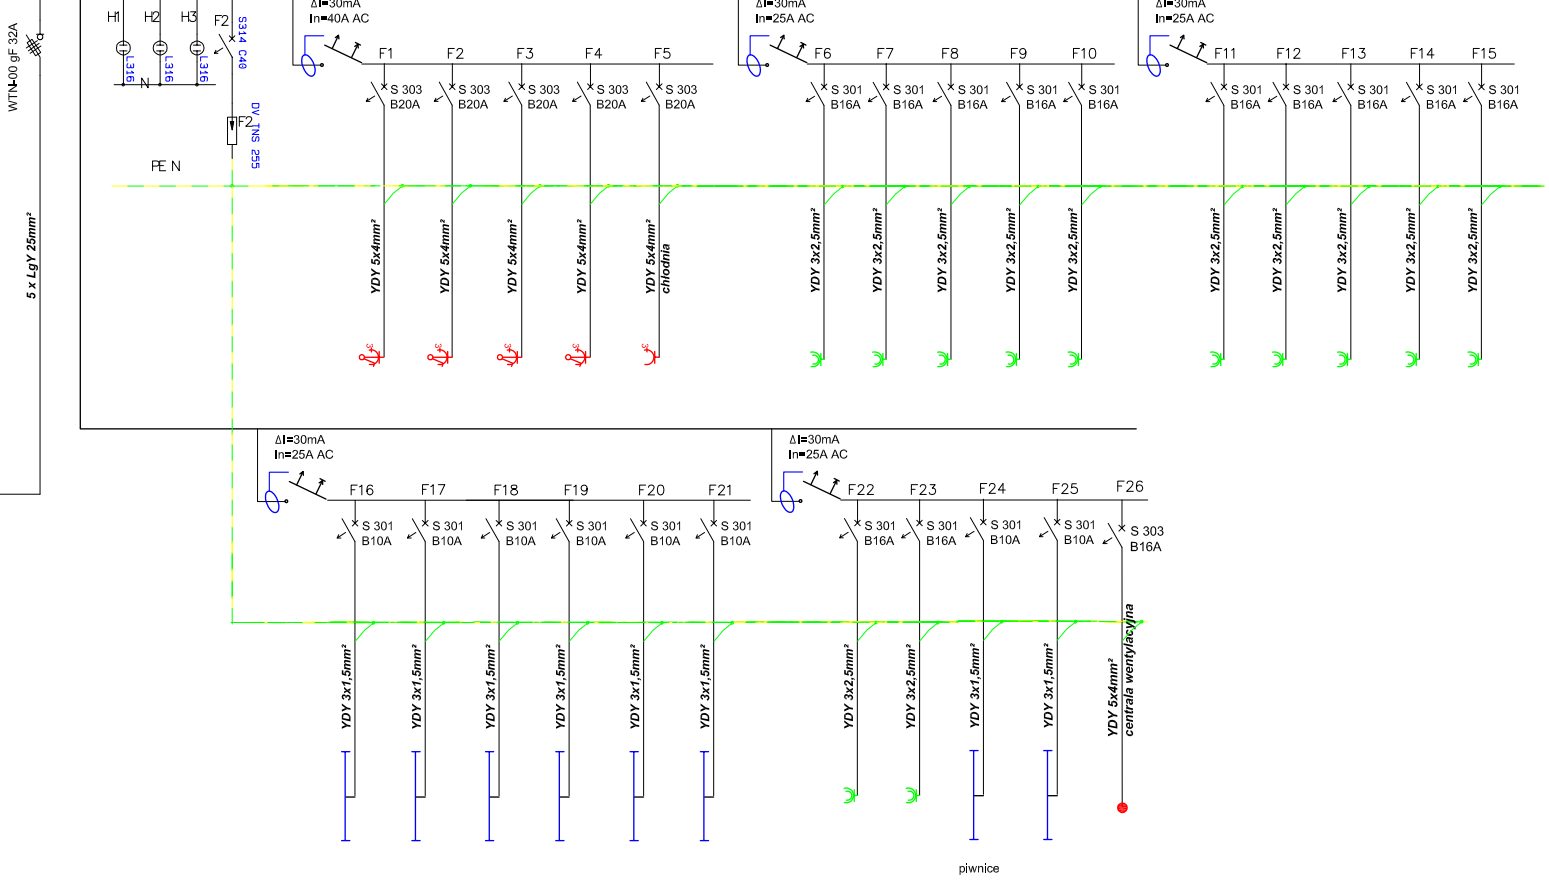 ΔI=30mA
In=40A AC
ΔI=30mA
In=25A AC
ΔI=30mA
In=25A AC
H1 H2 H3 F2
S314 C40
L316 L316 L316
N
WTN-00 gF 32A
F2
DV TNS 255
PE N
5 x LgY 25mm²
F1 F2 F3 F4 F5
S 303
B20A
S 303
B20A
S 303
B20A
S 303
B20A
S 303
B20A
F6 F7 F8 F9 F10
S 301
B16A
S 301
B16A
S 301
B16A
S 301
B16A
S 301
B16A
F11 F12 F13 F14 F15
S 301
B16A
S 301
B16A
S 301
B16A
S 301
B16A
S 301
B16A
YDY 5x4mm²
YDY 5x4mm²
YDY 5x4mm²
YDY 5x4mm²
YDY 5x4mm²
chłodnia
YDY 3x2,5mm²
YDY 3x2,5mm²
YDY 3x2,5mm²
YDY 3x2,5mm²
YDY 3x2,5mm²
YDY 3x2,5mm²
YDY 3x2,5mm²
YDY 3x2,5mm²
YDY 3x2,5mm²
YDY 3x2,5mm²
3+ 3+ 3+ 3+ 3+
ΔI=30mA
In=25A AC
ΔI=30mA
In=25A AC
F16 F17 F18 F19 F20 F21
S 301
B10A
S 301
B10A
S 301
B10A
S 301
B10A
S 301
B10A
S 301
B10A
F22 F23 F24 F25 F26
S 301
B16A
S 301
B16A
S 301
B10A
S 301
B10A
S 303
B16A
YDY 3x1,5mm²
YDY 3x1,5mm²
YDY 3x1,5mm²
YDY 3x1,5mm²
YDY 3x1,5mm²
YDY 3x1,5mm²
YDY 3x2,5mm²
YDY 3x2,5mm²
YDY 3x1,5mm²
YDY 3x1,5mm²
YDY 5x4mm²
centrala wentylacyjna
piwnice